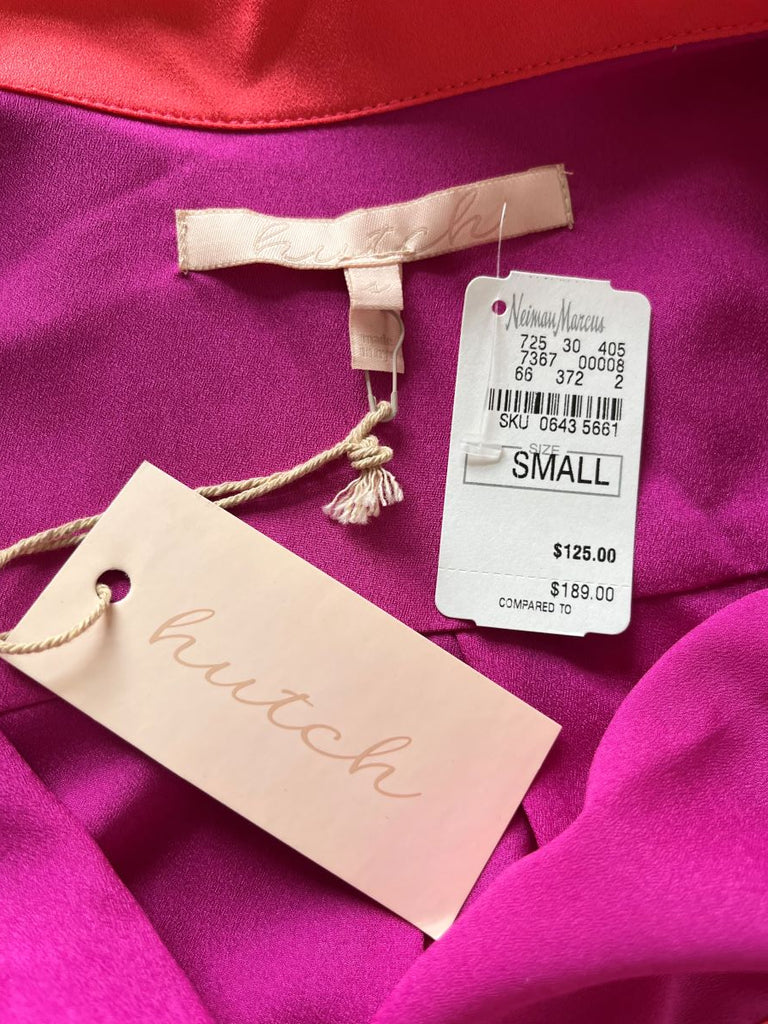 hutch
s
made
Neiman Marcus
725 30 405
7367 00008
66 372 2
SKU 0643 5661
SIZE
SMALL
$125.00
$189.00
COMPARED TO
hutch